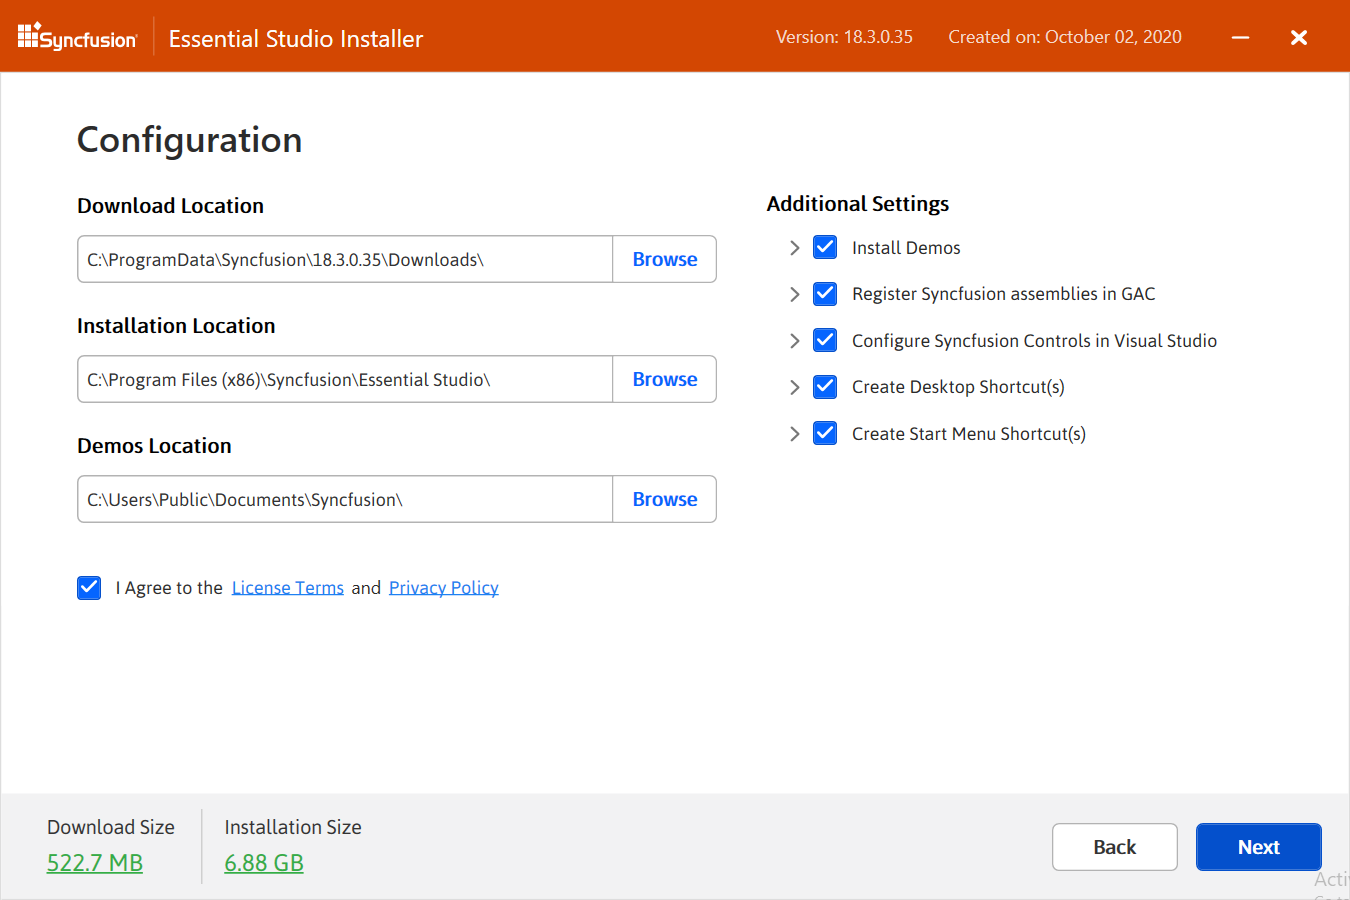 Syncfusion
Essential Studio Installer
Version: 18.3.0.35
Created on: October 02, 2020
Configuration
Download Location
C:\ProgramData\Syncfusion\18.3.0.35\Downloads\
Browse
Installation Location
C:\Program Files (x86)\Syncfusion\Essential Studio\
Browse
Demos Location
C:\Users\Public\Documents\Syncfusion\
Browse
I Agree to the License Terms and Privacy Policy
Additional Settings
Install Demos
Register Syncfusion assemblies in GAC
Configure Syncfusion Controls in Visual Studio
Create Desktop Shortcut(s)
Create Start Menu Shortcut(s)
Download Size
522.7 MB
Installation Size
6.88 GB
Back
Next
Acti